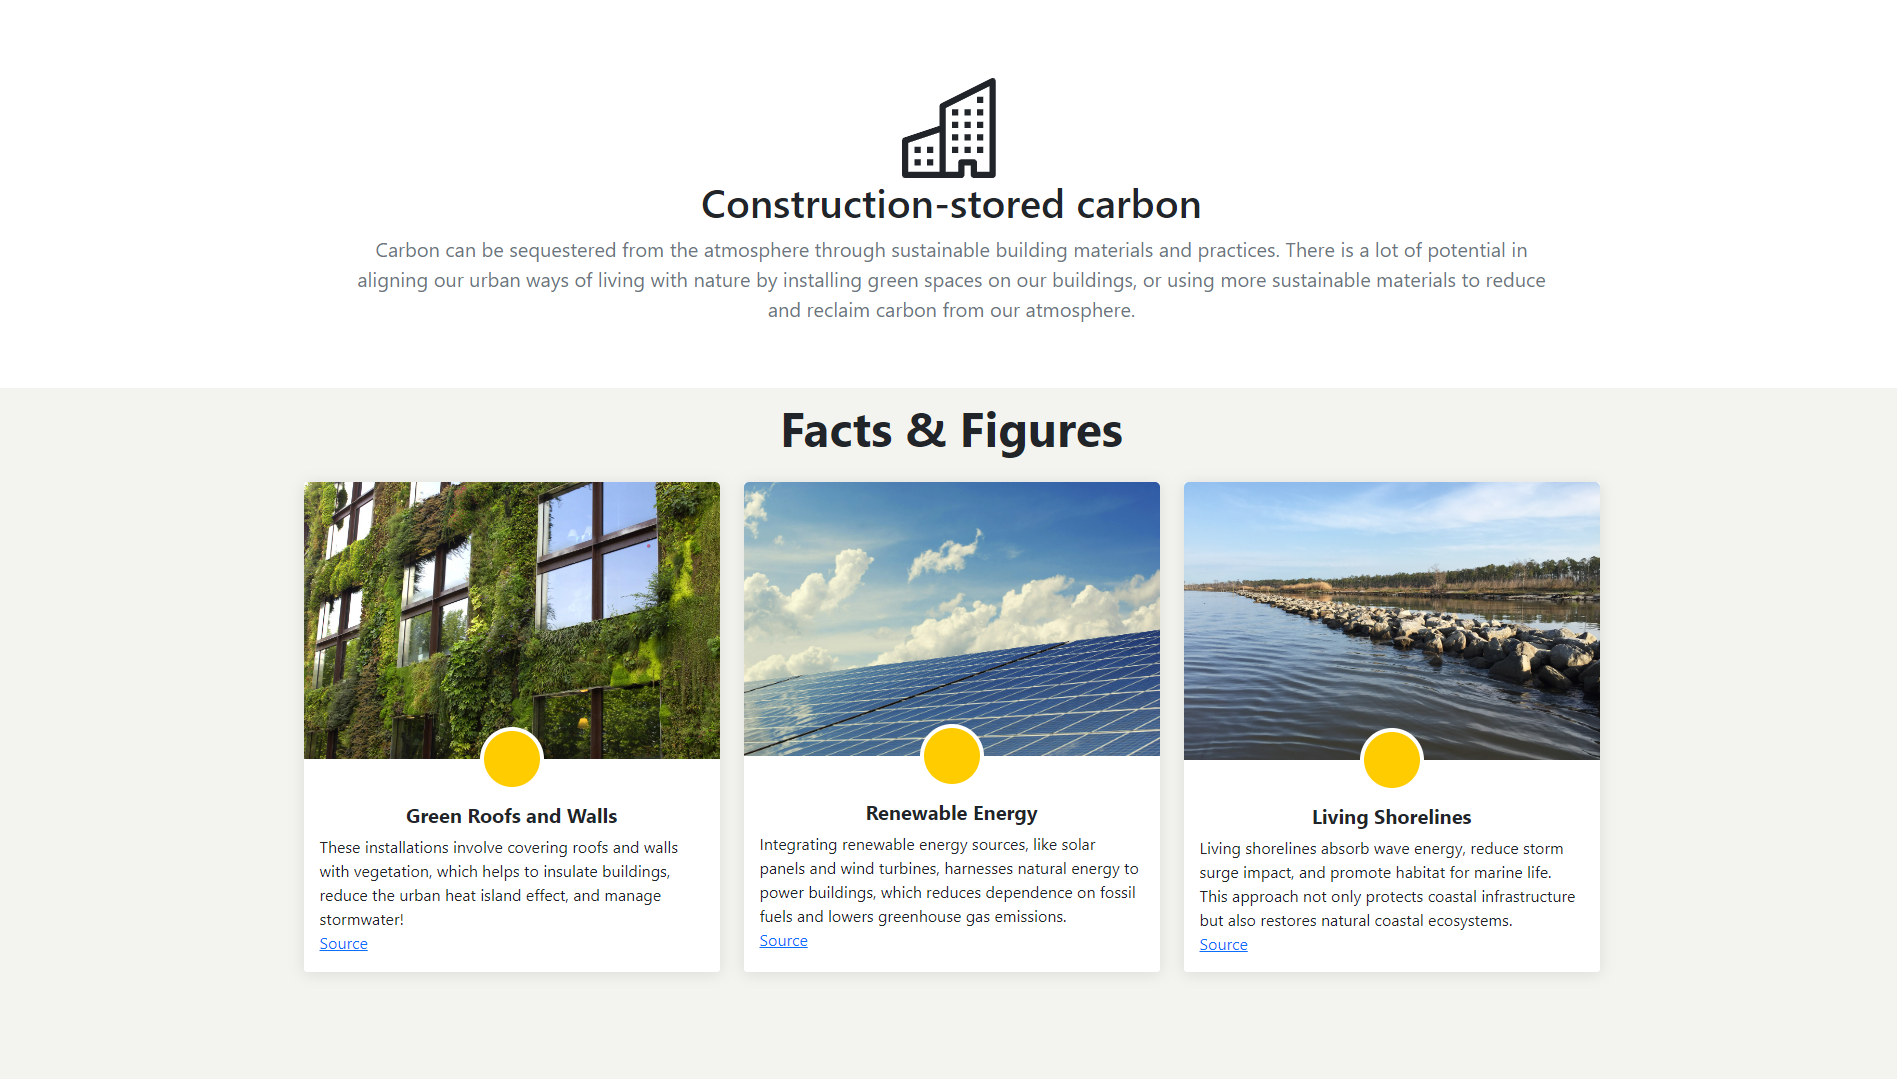 Construction-stored carbon
Carbon can be sequestered from the atmosphere through sustainable building materials and practices. There is a lot of potential in
aligning our urban ways of living with nature by installing green spaces on our buildings, or using more sustainable materials to reduce
and reclaim carbon from our atmosphere.
Facts & Figures
Green Roofs and Walls
These installations involve covering roofs and walls
with vegetation, which helps to insulate buildings,
reduce the urban heat island effect, and manage
stormwater!
Source
Renewable Energy
Integrating renewable energy sources, like solar
panels and wind turbines, harnesses natural energy to
power buildings, which reduces dependence on fossil
fuels and lowers greenhouse gas emissions.
Source
Living Shorelines
Living shorelines absorb wave energy, reduce storm
surge impact, and promote habitat for marine life.
This approach not only protects coastal infrastructure
but also restores natural coastal ecosystems.
Source